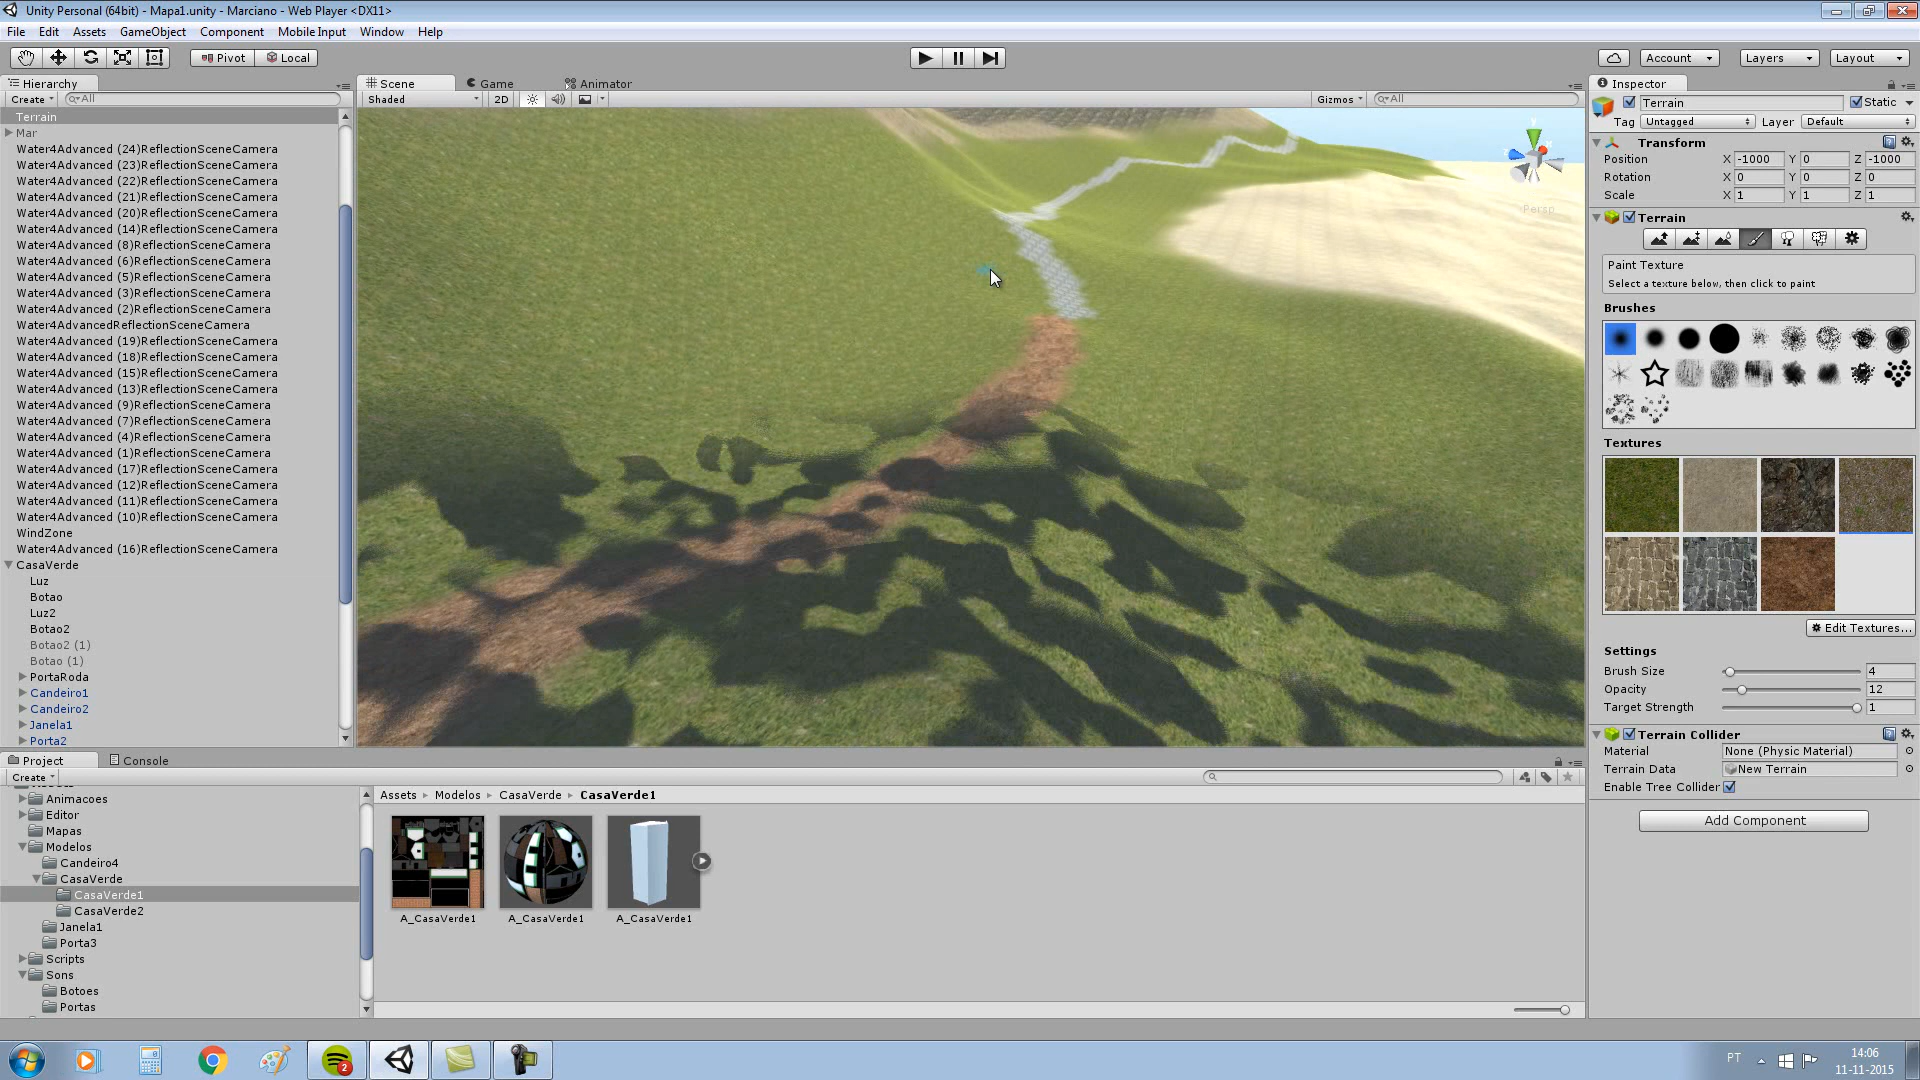 Unity Personal (64bit) - Mapa1.unity - Marciano - Web Player <DX11>
File Edit Assets GameObject Component Mobile Input Window Help
Pivot Local
Account Layers Layout
Hierarchy
Create All
Terrain
Mar
Water4Advanced (24)ReflectionSceneCamera
Water4Advanced (23)ReflectionSceneCamera
Water4Advanced (22)ReflectionSceneCamera
Water4Advanced (21)ReflectionSceneCamera
Water4Advanced (20)ReflectionSceneCamera
Water4Advanced (14)ReflectionSceneCamera
Water4Advanced (8)ReflectionSceneCamera
Water4Advanced (6)ReflectionSceneCamera
Water4Advanced (5)ReflectionSceneCamera
Water4Advanced (3)ReflectionSceneCamera
Water4Advanced (2)ReflectionSceneCamera
Water4AdvancedReflectionSceneCamera
Water4Advanced (19)ReflectionSceneCamera
Water4Advanced (18)ReflectionSceneCamera
Water4Advanced (15)ReflectionSceneCamera
Water4Advanced (13)ReflectionSceneCamera
Water4Advanced (9)ReflectionSceneCamera
Water4Advanced (7)ReflectionSceneCamera
Water4Advanced (4)ReflectionSceneCamera
Water4Advanced (1)ReflectionSceneCamera
Water4Advanced (17)ReflectionSceneCamera
Water4Advanced (12)ReflectionSceneCamera
Water4Advanced (11)ReflectionSceneCamera
Water4Advanced (10)ReflectionSceneCamera
WindZone
Water4Advanced (16)ReflectionSceneCamera
CasaVerde
Luz
Botao
Luz2
Botao2
Botao2 (1)
Botao (1)
PortaRoda
Candeiro1
Candeiro2
Janela1
Porta2
Scene Game Animator
Shaded 2D Gizmos All
y
Persp
Inspector
Terrain Static
Tag Untagged Layer Default
Transform
Position X -1000 Y 0 Z -1000
Rotation X 0 Y 0 Z 0
Scale X 1 Y 1 Z 1
Terrain
Paint Texture
Select a texture below, then click to paint
Brushes
Textures
Edit Textures...
Settings
Brush Size 4
Opacity 12
Target Strength 1
Terrain Collider
Material None (Physic Material)
Terrain Data New Terrain
Enable Tree Collider
Add Component
Project Console
Create
Animacoes
Editor
Mapas
Modelos
Candeiro4
CasaVerde
CasaVerde1
CasaVerde2
Janela1
Porta3
Scripts
Sons
Botoes
Portas
Assets Modelos CasaVerde CasaVerde1
A_CasaVerde1 A_CasaVerde1 A_CasaVerde1
2
PT
14:06
11-11-2015